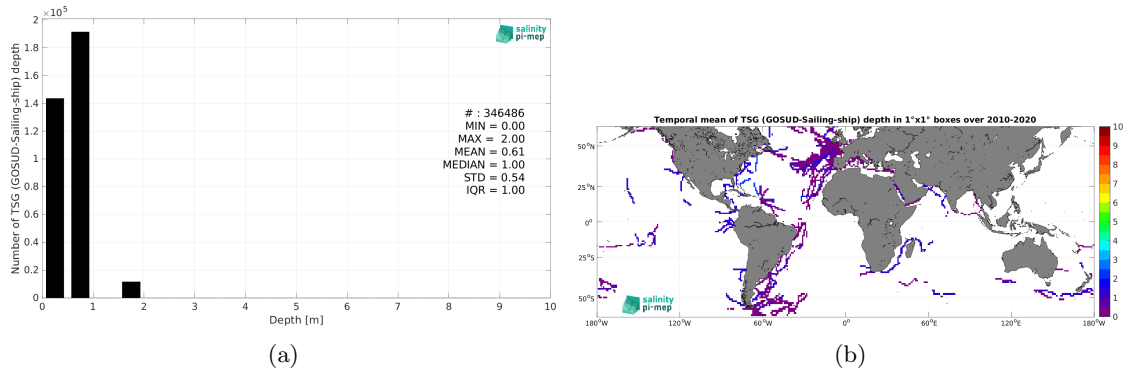 ×10⁵
2
1.8
1.6
1.4
1.2
1
0.8
0.6
0.4
0.2
0
Number of TSG (GOSUD-Sailing-ship) depth
salinity
pi-mep
# : 346486
MIN = 0.00
MAX = 2.00
MEAN = 0.61
MEDIAN = 1.00
STD = 0.54
IQR = 1.00
0 1 2 3 4 5 6 7 8 9 10
Depth [m]
(a)
Temporal mean of TSG (GOSUD-Sailing-ship) depth in 1°x1° boxes over 2010-2020
50°N
25°N
0°
25°S
50°S
salinity
pi-mep
180°W 120°W 60°W 0° 60°E 120°E 180°W
10
9
8
7
6
5
4
3
2
1
0
(b)